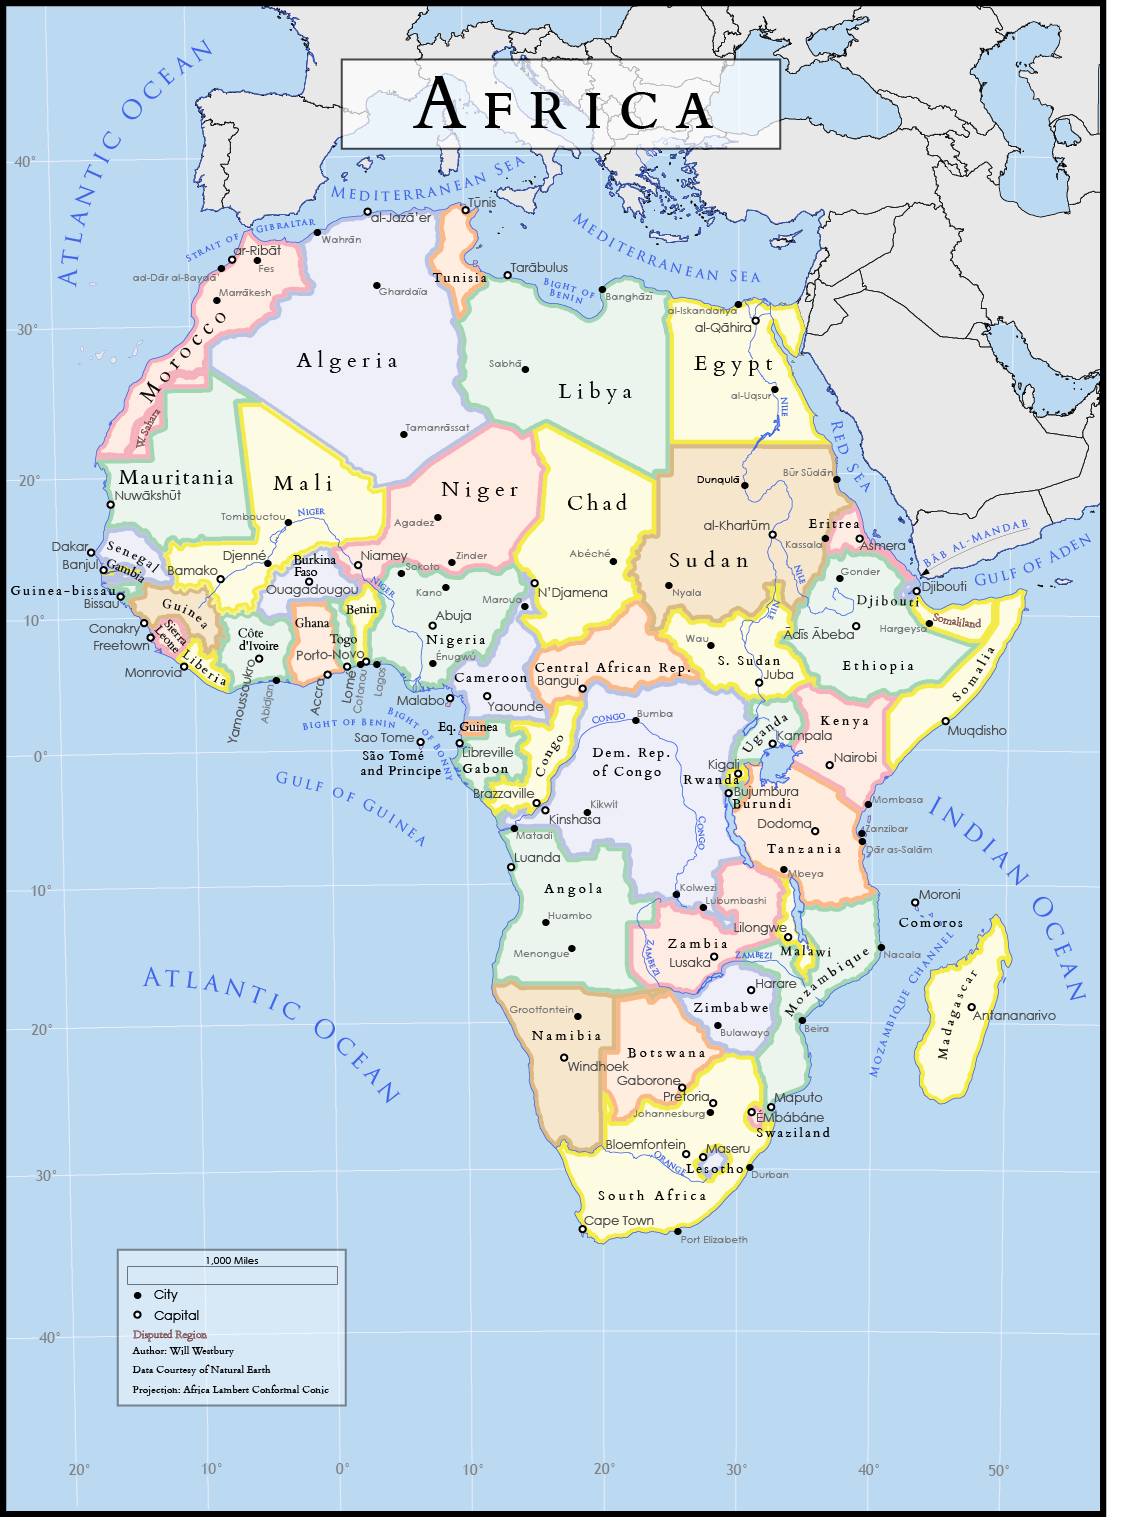 AFRICA
ATLANTIC OCEAN
MEDITERRANEAN SEA
MEDITERRANEAN SEA
STRAIT OF GIBRALTAR
BIGHT OF
BENIN
40°
30°
20°
10°
0°
10°
20°
30°
40°
al-Jazā'er
Tūnis
Wahrān
ar-Ribāt
ad-Dār al-Bayḍā'
Fes
Marrākesh
Ghardaïa
Tunisia
Tarābulus
Banghāzi
al-Iskandariya
al-Qāhira
Morocco
Algeria
Sabhā
Libya
Egypt
al-Uqsur
NILE
RED SEA
W. Sahara
Tamanrāssat
Mauritania
Nuwākshūt
Mali
Niger
Chad
Dunqulā
Būr Sūdān
Tombouctou
NIGER
Agadez
al-Khartūm
Eritrea
Kassala
Asmera
BĀB AL-MANDAB
GULF OF ADEN
Dakar
Senegal
Banjul
Gambia
Djenné
Bamako
Burkina
Faso
Ouagadougou
Niamey
Zinder
Sokoto
Abéché
Sudan
Nyala
NILE
Gonder
Djibouti
Djibouti
Guinea-bissau
Bissau
Guinea
NIGER
Kano
Maroua
N'Djamena
NILE
Conakry
Freetown
Sierra
Leone
Côte
d'Ivoire
Ghana
Benin
Togo
Abuja
Nigeria
Wau
S. Sudan
Juba
Ādīs Ābeba
Hargeysa
Somaliland
Ethiopia
Somalia
Monrovia
Liberia
Yamoussoukro
Abidjan
Accra
Porto-Novo
Lomé
Cotonou
Lagos
Énugwú
Cameroon
Central African Rep.
Bangui
Malabo
Yaounde
BIGHT OF BENIN
BIGHT OF BONNY
GULF OF GUINEA
Eq. Guinea
Sao Tome
São Tomé
and Principe
Libreville
Gabon
Congo
CONGO
Bumba
Dem. Rep.
of Congo
Uganda
Kampala
Kenya
Nairobi
Muqdisho
Kigali
Rwanda
Bujumbura
Burundi
Brazzaville
Kinshasa
Kikwit
Matadi
CONGO
Mombasa
Dodoma
Zanzibar
Tanzania
Dār as-Salām
INDIAN OCEAN
Luanda
Angola
Kolwezi
Lubumbashi
Mbeya
Moroni
Comoros
Huambo
Menongue
ZAMBEZI
Zambia
Lusaka
Lilongwe
ZAMBEZI
Malawi
Mozambique
Nacala
MOZAMBIQUE CHANNEL
ATLANTIC OCEAN
Grootfontein
Namibia
Windhoek
Harare
Zimbabwe
Bulawayo
Beira
Madagascar
Antananarivo
Botswana
Gaborone
Pretoria
Johannesburg
Maputo
Émbábáne
Swaziland
Bloemfontein
Maseru
ORANGE
Lesotho
Durban
South Africa
Cape Town
Port Elizabeth
1,000 Miles
City
Capital
Disputed Region
Author: Will Westbury
Data Courtesy of Natural Earth
Projection: Africa Lambert Conformal Conic
20° 10° 0° 10° 20° 30° 40° 50°